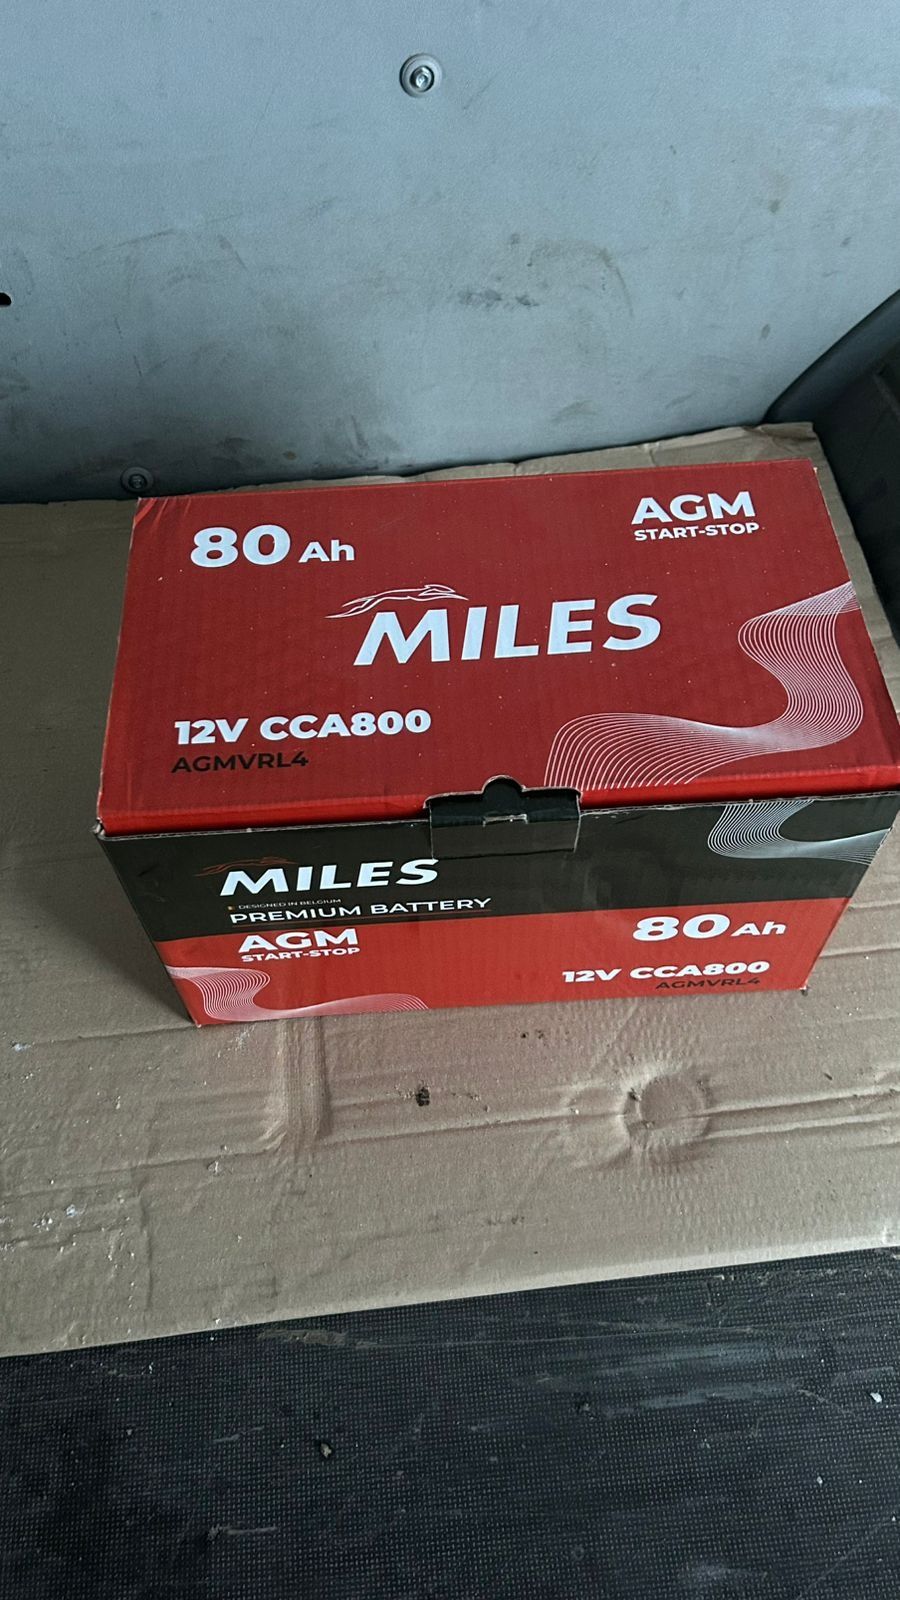 80 Ah
AGM
START-STOP
MILES
12V CCA800
AGMVRL4
MILES
DESIGNED IN BELGIUM
PREMIUM BATTERY
AGM
START-STOP
80 Ah
12V CCA800
AGMVRL4